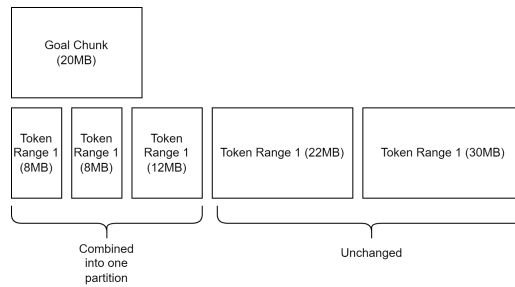 Goal Chunk
(20MB)
Token
Range 1
(8MB)
Token
Range 1
(8MB)
Token
Range 1
(12MB)
Token Range 1 (22MB)
Token Range 1 (30MB)
Combined
into one
partition
Unchanged